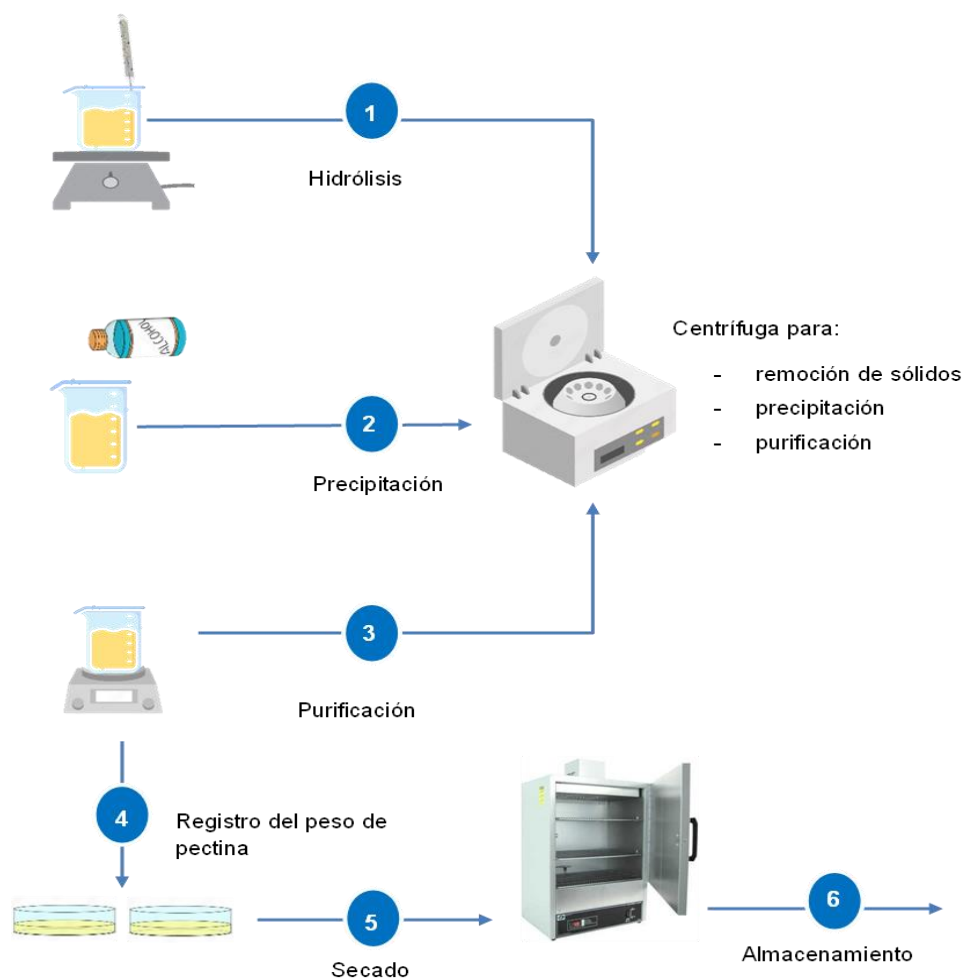 1
Hidrólisis
ALCOHOL
2
Precipitación
Centrífuga para:
- remoción de sólidos
- precipitación
- purificación
3
Purificación
4
Registro del peso de
pectina
5
Secado
6
Almacenamiento